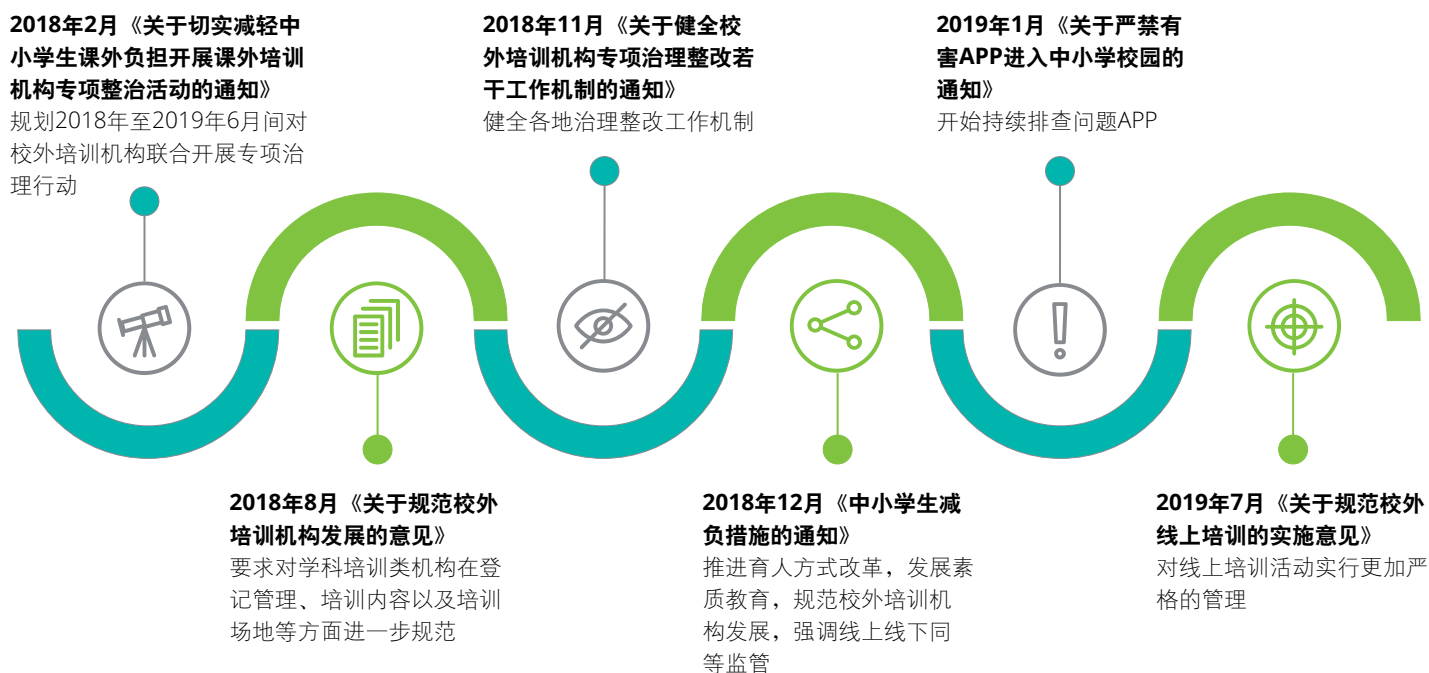 2018年2月《关于切实减轻中
小学生课外负担开展课外培训
机构专项整治活动的通知》
规划2018年至2019年6月间对
校外培训机构联合开展专项治
理行动
2018年11月《关于健全校
外培训机构专项治理整改若
干工作机制的通知》
健全各地治理整改工作机制
2019年1月《关于严禁有
害APP进入中小学校园的
通知》
开始持续排查问题APP
2018年8月《关于规范校外
培训机构发展的意见》
要求对学科培训类机构在登
记管理、培训内容以及培训
场地等方面进一步规范
2018年12月《中小学生减
负措施的通知》
推进育人方式改革，发展素
质教育，规范校外培训机
构发展，强调线上线下同
等监管
2019年7月《关于规范校外
线上培训的实施意见》
对线上培训活动实行更加严
格的管理